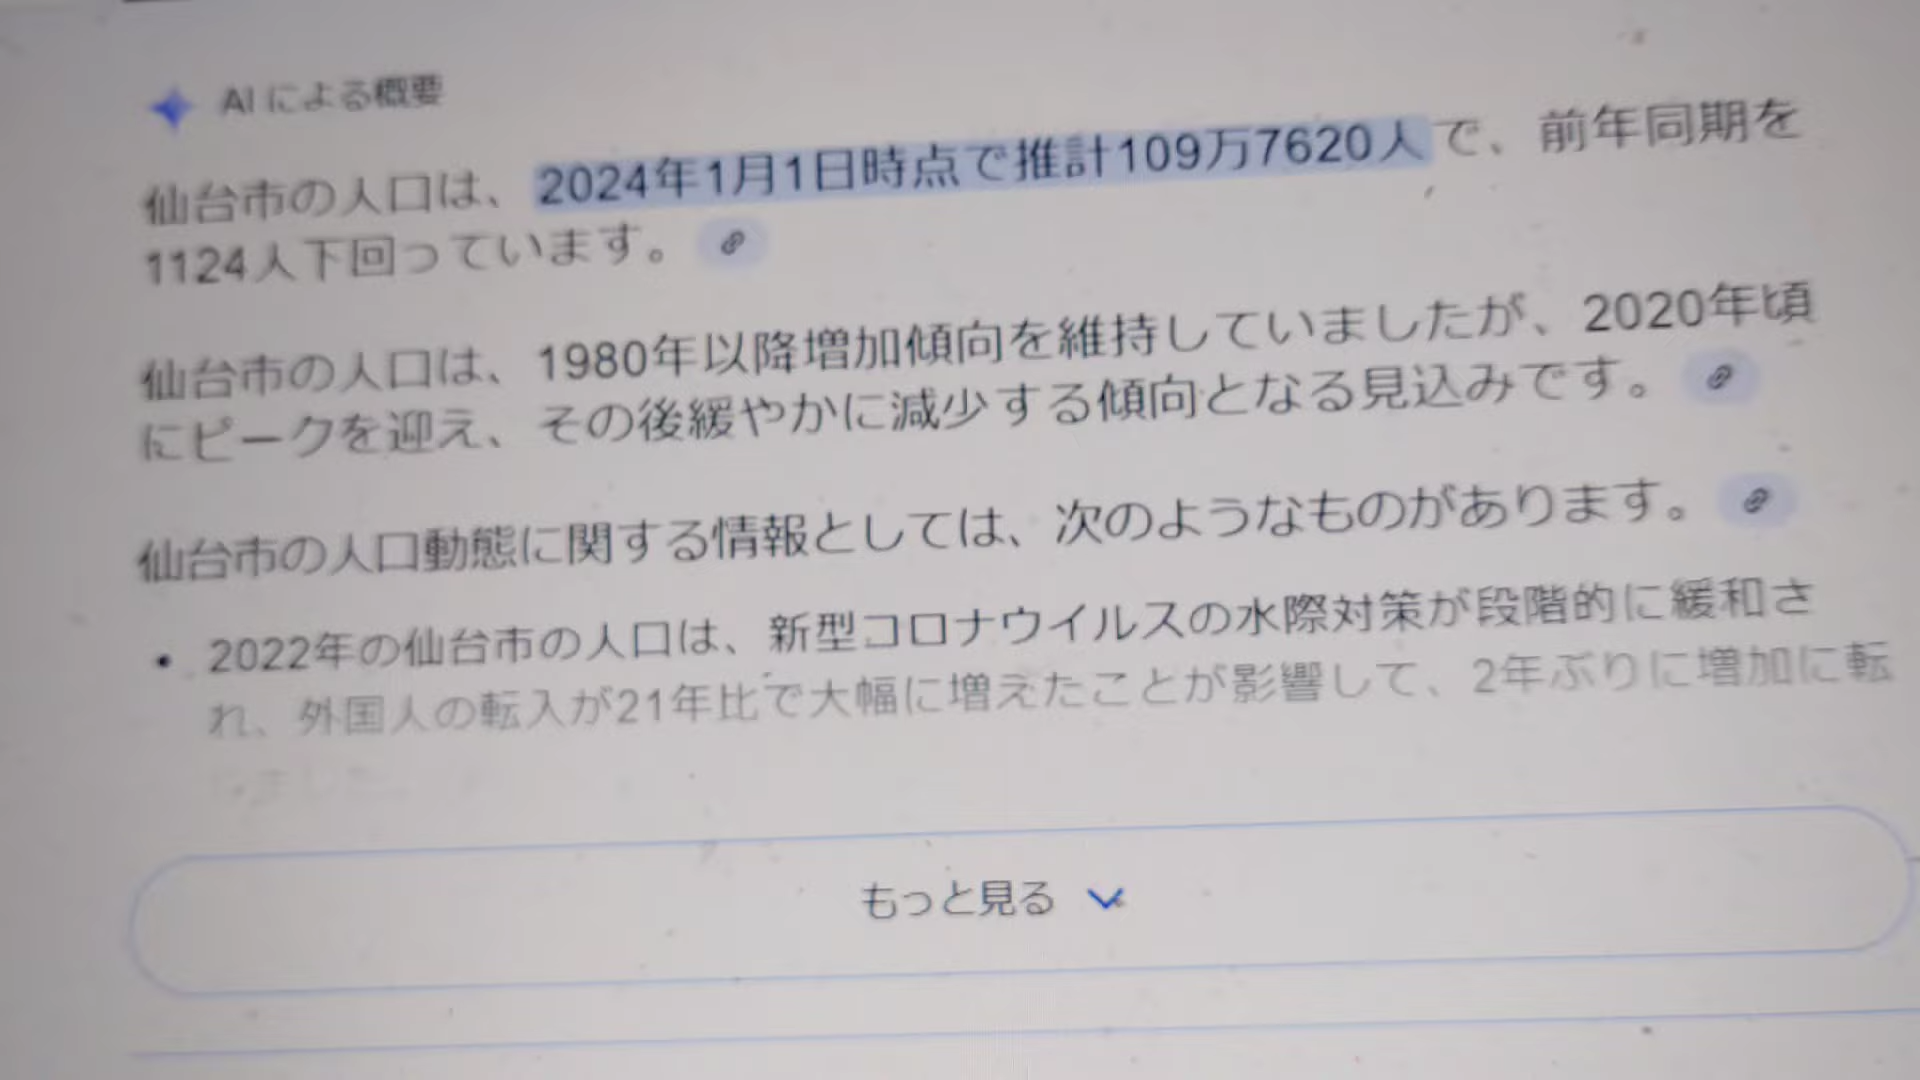 AI による概要
仙台市の人口は、2024年1月1日時点で推計109万7620人で、前年同期を
1124人下回っています。
仙台市の人口は、1980年以降増加傾向を維持していましたが、2020年頃
にピークを迎え、その後緩やかに減少する傾向となる見込みです。
仙台市の人口動態に関する情報としては、次のようなものがあります。
• 2022年の仙台市の人口は、新型コロナウイルスの水際対策が段階的に緩和さ
れ、外国人の転入が21年比で大幅に増えたことが影響して、2年ぶりに増加に転
じました。
もっと見る